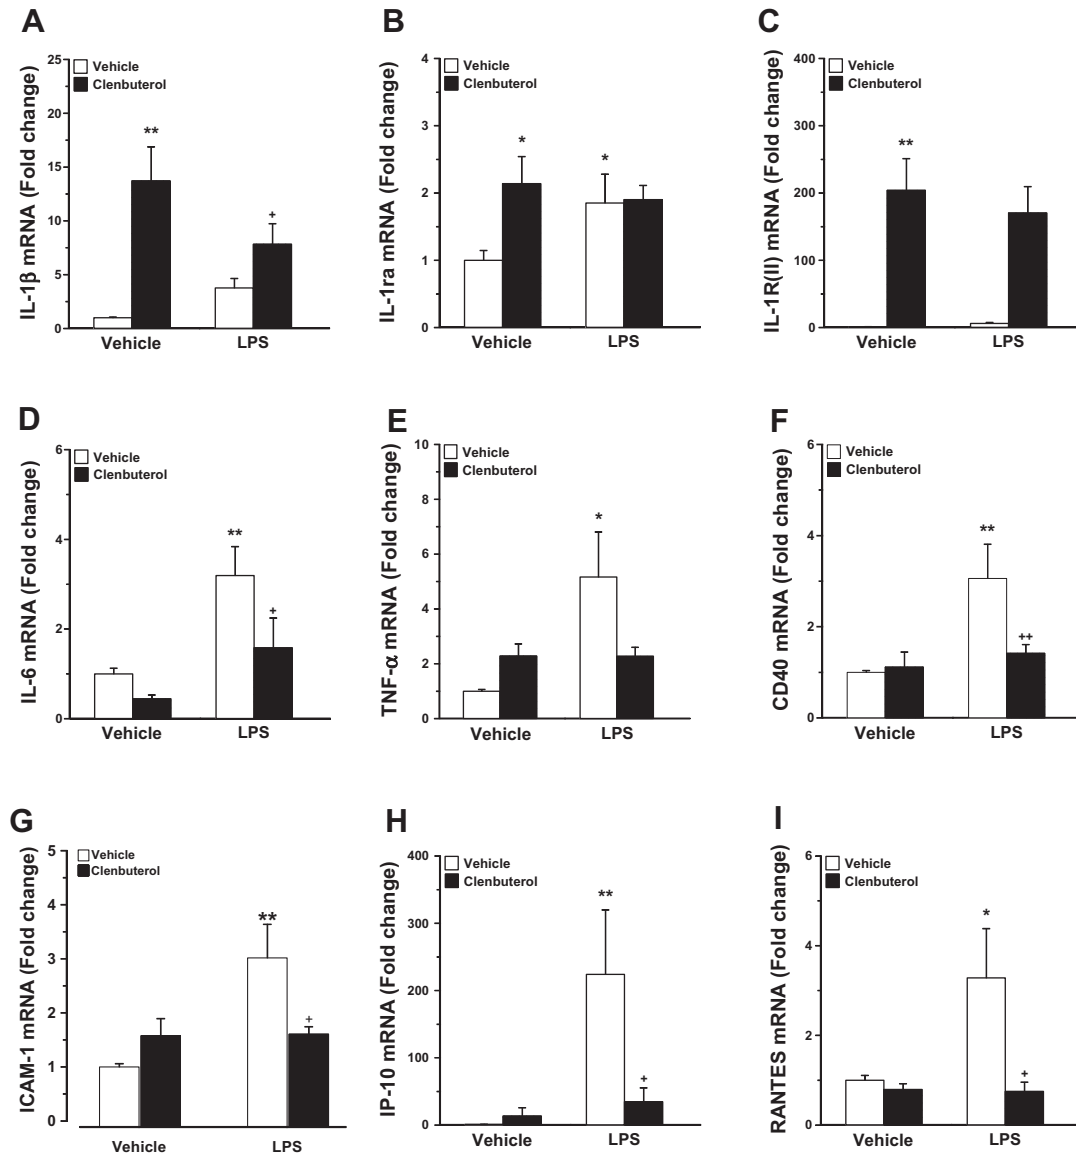 A
IL-1β mRNA (Fold change)
25
20
15
10
5
0
Vehicle
Clenbuterol
**
+
Vehicle
LPS
B
IL-1ra mRNA (Fold change)
4
3
2
1
0
Vehicle
Clenbuterol
*
*
Vehicle
LPS
C
IL-1R(II) mRNA (Fold change)
400
300
200
100
0
Vehicle
Clenbuterol
**
Vehicle
LPS
D
IL-6 mRNA (Fold change)
6
4
2
0
Vehicle
Clenbuterol
**
+
Vehicle
LPS
E
TNF-α mRNA (Fold change)
10
8
6
4
2
0
Vehicle
Clenbuterol
*
Vehicle
LPS
F
CD40 mRNA (Fold change)
6
4
2
0
Vehicle
Clenbuterol
**
++
Vehicle
LPS
G
ICAM-1 mRNA (Fold change)
5
4
3
2
1
0
Vehicle
Clenbuterol
**
+
Vehicle
LPS
H
IP-10 mRNA (Fold change)
400
300
200
100
0
Vehicle
Clenbuterol
**
+
Vehicle
LPS
I
RANTES mRNA (Fold change)
6
4
2
0
Vehicle
Clenbuterol
*
+
Vehicle
LPS